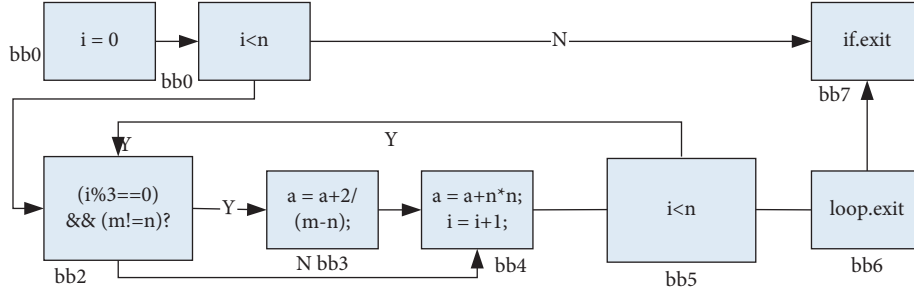 i = 0
bb0
i<n
bb0
N
if.exit
bb7
Y
Y
(i%3==0)
&& (m!=n)?
bb2
Y
a = a+2/
(m-n);
N bb3
a = a+n*n;
i = i+1;
bb4
i<n
bb5
loop.exit
bb6